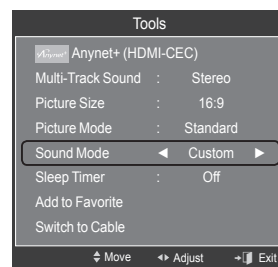 Tools
Anynet+ Anynet+ (HDMI-CEC)
Multi-Track Sound : Stereo
Picture Size : 16:9
Picture Mode : Standard
Sound Mode ◄ Custom ►
Sleep Timer : Off
Add to Favorite
Switch to Cable
Move Adjust Exit